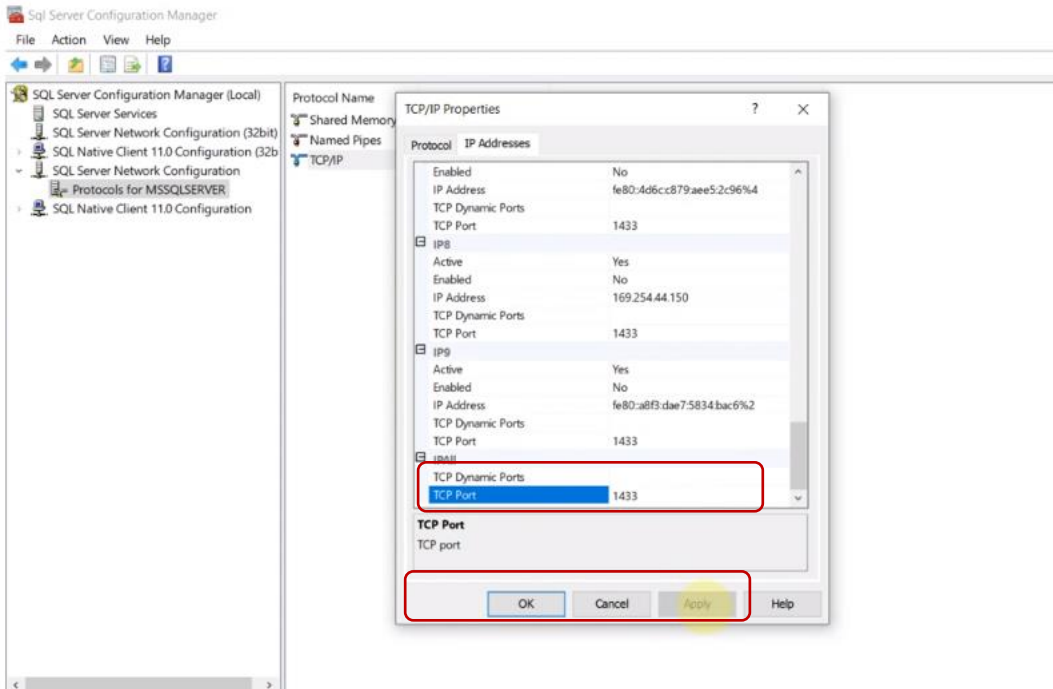 Sql Server Configuration Manager
File Action View Help
SQL Server Configuration Manager (Local)
SQL Server Services
SQL Server Network Configuration (32bit)
SQL Native Client 11.0 Configuration (32b
SQL Server Network Configuration
Protocols for MSSQLSERVER
SQL Native Client 11.0 Configuration
Protocol Name
Shared Memory
Named Pipes
TCP/IP
TCP/IP Properties ?
Protocol IP Addresses
Enabled No
IP Address fe80::4d6c:c879:aee5:2c96%4
TCP Dynamic Ports
TCP Port 1433
IP8
Active Yes
Enabled No
IP Address 169.254.44.150
TCP Dynamic Ports
TCP Port 1433
IP9
Active Yes
Enabled No
IP Address fe80::a8f3:dae7:5834:bac6%2
TCP Dynamic Ports
TCP Port 1433
IPAll
TCP Dynamic Ports
TCP Port 1433
TCP Port
TCP port
OK Cancel Apply Help